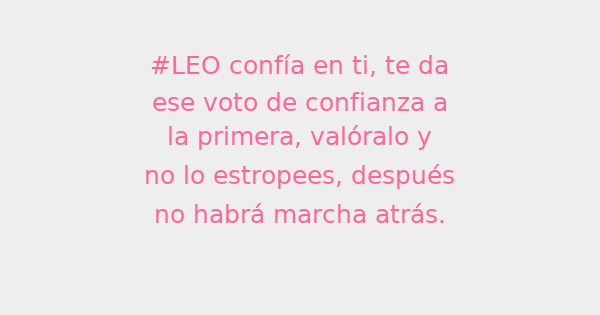 #LEO confía en ti, te da
ese voto de confianza a
la primera, valóralo y
no lo estropees, después
no habrá marcha atrás.